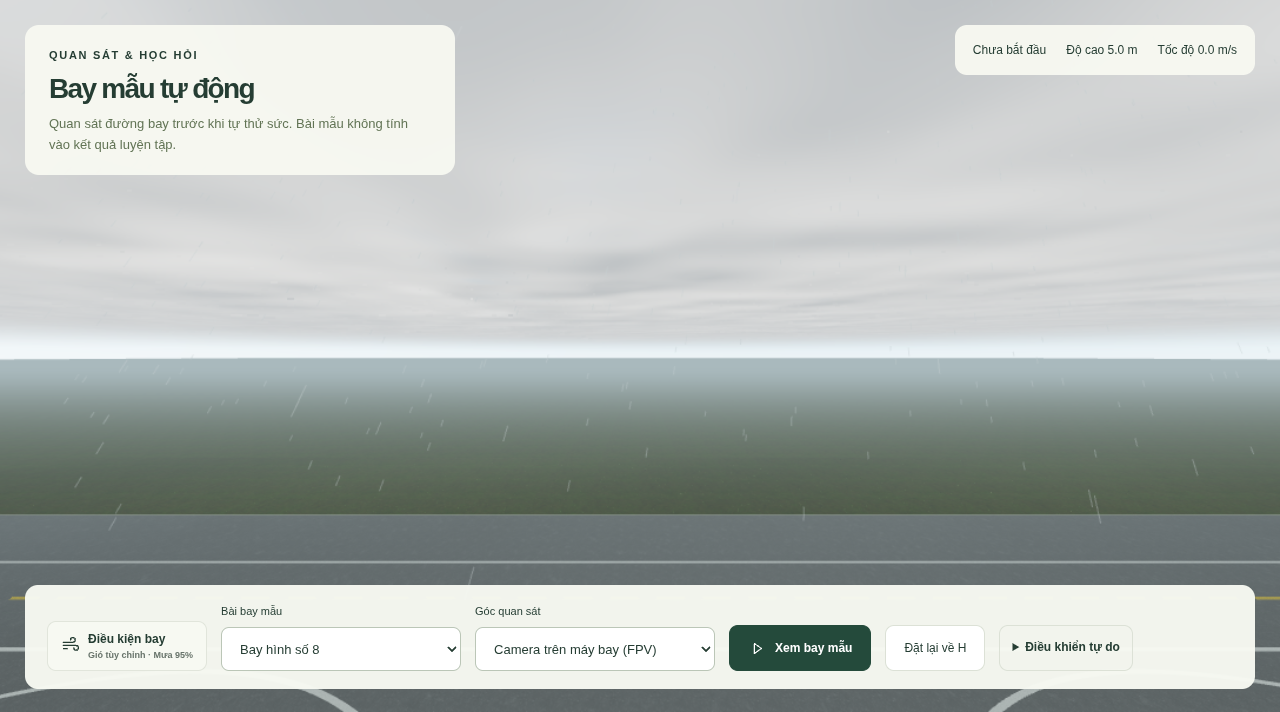 QUAN SÁT & HỌC HỎI
Bay mẫu tự động
Quan sát đường bay trước khi tự thử sức. Bài mẫu không tính
vào kết quả luyện tập.
Chưa bắt đầu Độ cao 5.0 m Tốc độ 0.0 m/s
Điều kiện bay
Gió tùy chỉnh · Mưa 95%
Bài bay mẫu
Bay hình số 8
Góc quan sát
Camera trên máy bay (FPV)
Xem bay mẫu
Đặt lại về H
Điều khiển tự do